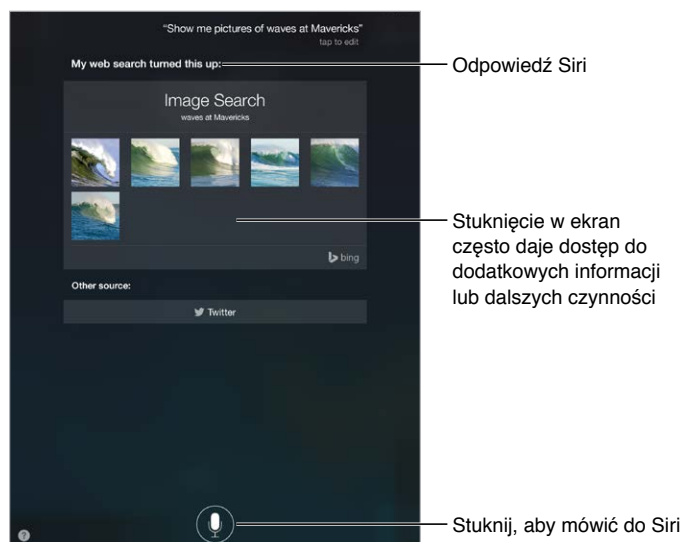 “Show me pictures of waves at Mavericks”
tap to edit
My web search turned this up:
Odpowiedź Siri
Image Search
waves at Mavericks
Stuknięcie w ekran
często daje dostęp do
dodatkowych informacji
lub dalszych czynności
bing
Other source:
Twitter
Stuknij, aby mówić do Siri
?